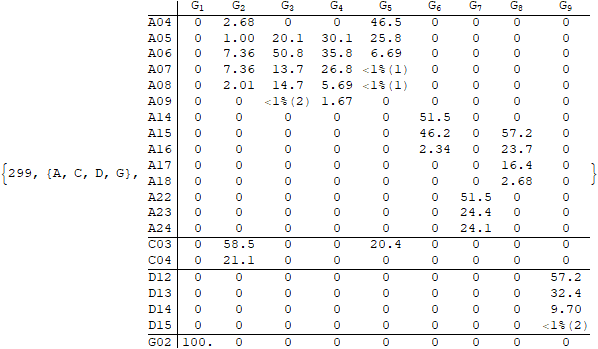 G1 G2 G3 G4 G5 G6 G7 G8 G9
A04 0 2.68 0 0 46.5 0 0 0 0
A05 0 1.00 20.1 30.1 25.8 0 0 0 0
A06 0 7.36 50.8 35.8 6.69 0 0 0 0
A07 0 7.36 13.7 26.8 <1%(1) 0 0 0 0
A08 0 2.01 14.7 5.69 <1%(1) 0 0 0 0
A09 0 0 <1%(2) 1.67 0 0 0 0 0
A14 0 0 0 0 0 51.5 0 0 0
A15 0 0 0 0 0 46.2 0 57.2 0
A16 0 0 0 0 0 2.34 0 23.7 0
{299, {A, C, D, G}, A17 0 0 0 0 0 0 0 16.4 0 }
A18 0 0 0 0 0 0 0 2.68 0
A22 0 0 0 0 0 0 51.5 0 0
A23 0 0 0 0 0 0 24.4 0 0
A24 0 0 0 0 0 0 24.1 0 0
C03 0 58.5 0 0 20.4 0 0 0 0
C04 0 21.1 0 0 0 0 0 0 0
D12 0 0 0 0 0 0 0 0 57.2
D13 0 0 0 0 0 0 0 0 32.4
D14 0 0 0 0 0 0 0 0 9.70
D15 0 0 0 0 0 0 0 0 <1%(2)
G02 100. 0 0 0 0 0 0 0 0